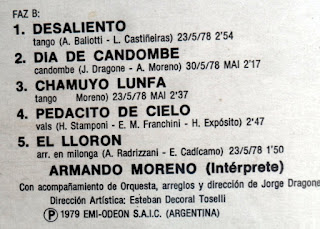 FAZ B:
1. DESALIENTO
tango (A. Baliotti - L. Castiñeiras) 23/5/78 2'54
2. DIA DE CANDOMBE
candombe (J. Dragone - A. Moreno) 30/5/78 MAI 2'17
3. CHAMUYO LUNFA
tango Moreno) 23/5/78 MAI 2'37
4. PEDACITO DE CIELO
vals (H. Stamponi - E. M. Franchini - H. Expósito) 2'47
5. EL LLORON
arr. en milonga (A. Radrizzani - E. Cadícamo) 23/5/78 1'50
ARMANDO MORENO (Intérprete)
Con acompañamiento de Orquesta, arreglos y dirección de Jorge Dragone
Dirección Artística: Esteban Decoral Toselli
Ⓟ 1979 EMI-ODEON S.A.I.C. (ARGENTINA)